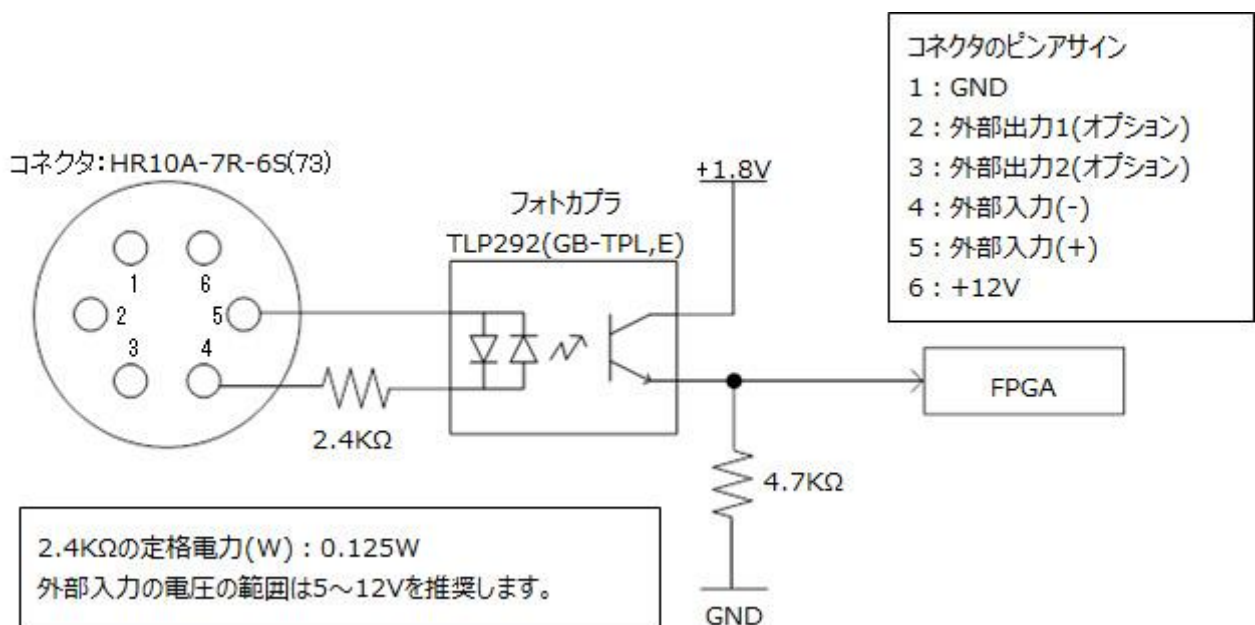 コネクタのピンアサイン
1：GND
2：外部出力1(オプション)
3：外部出力2(オプション)
4：外部入力(-)
5：外部入力(+)
6：+12V
コネクタ:HR10A-7R-6S(73)
+1.8V
フォトカプラ
TLP292(GB-TPL,E)
1
6
2
5
3
4
2.4KΩ
FPGA
4.7KΩ
GND
2.4KΩの定格電力(W)：0.125W
外部入力の電圧の範囲は5～12Vを推奨します。